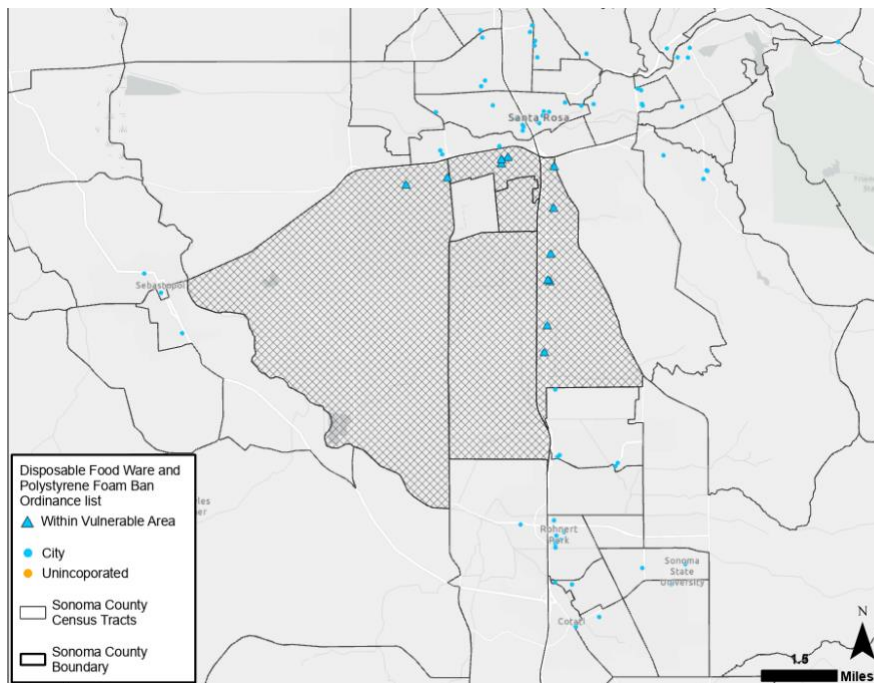 Santa Rosa
Sebastopol
Rohnert
Park
Sonoma
State
University
Cotati
Disposable Food Ware and
Polystyrene Foam Ban
Ordinance list
Within Vulnerable Area
City
Unincoporated
Sonoma County
Census Tracts
Sonoma County
Boundary
N
1.5
Miles